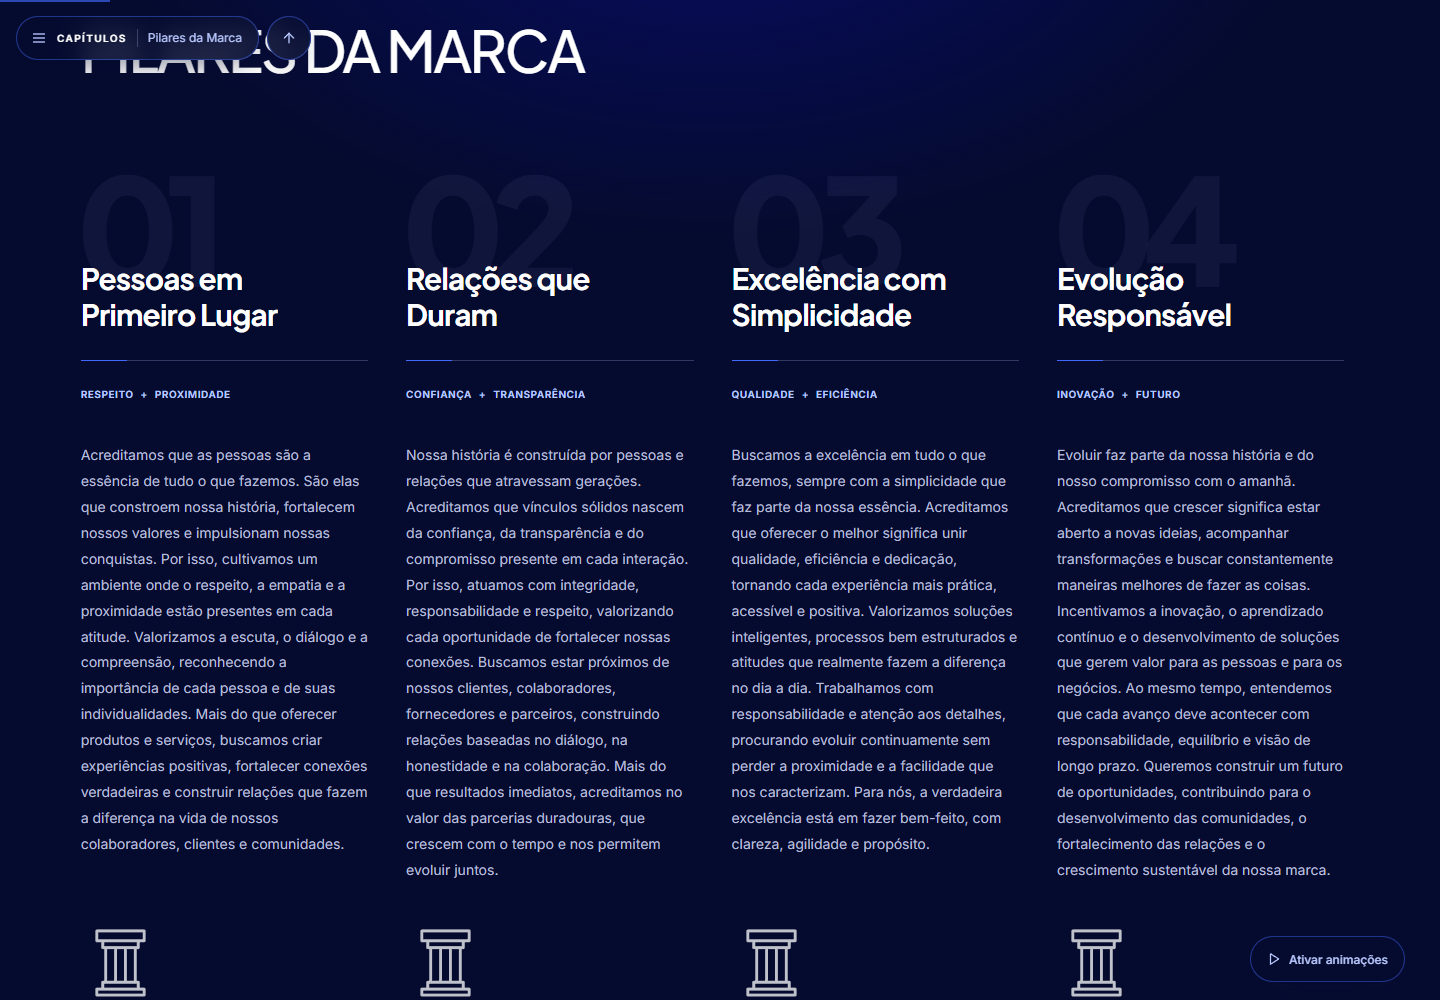 CAPÍTULOS
Pilares da Marca
PILARES DA MARCA
01
Pessoas em
Primeiro Lugar
RESPEITO + PROXIMIDADE
Acreditamos que as pessoas são a
essência de tudo o que fazemos. São elas
que constroem nossa história, fortalecem
nossos valores e impulsionam nossas
conquistas. Por isso, cultivamos um
ambiente onde o respeito, a empatia e a
proximidade estão presentes em cada
atitude. Valorizamos a escuta, o diálogo e a
compreensão, reconhecendo a
importância de cada pessoa e de suas
individualidades. Mais do que oferecer
produtos e serviços, buscamos criar
experiências positivas, fortalecer conexões
verdadeiras e construir relações que fazem
a diferença na vida de nossos
colaboradores, clientes e comunidades.
02
Relações que
Duram
CONFIANÇA + TRANSPARÊNCIA
Nossa história é construída por pessoas e
relações que atravessam gerações.
Acreditamos que vínculos sólidos nascem
da confiança, da transparência e do
compromisso presente em cada interação.
Por isso, atuamos com integridade,
responsabilidade e respeito, valorizando
cada oportunidade de fortalecer nossas
conexões. Buscamos estar próximos de
nossos clientes, colaboradores,
fornecedores e parceiros, construindo
relações baseadas no diálogo, na
honestidade e na colaboração. Mais do
que resultados imediatos, acreditamos no
valor das parcerias duradouras, que
crescem com o tempo e nos permitem
evoluir juntos.
03
Excelência com
Simplicidade
QUALIDADE + EFICIÊNCIA
Buscamos a excelência em tudo o que
fazemos, sempre com a simplicidade que
faz parte da nossa essência. Acreditamos
que oferecer o melhor significa unir
qualidade, eficiência e dedicação,
tornando cada experiência mais prática,
acessível e positiva. Valorizamos soluções
inteligentes, processos bem estruturados e
atitudes que realmente fazem a diferença
no dia a dia. Trabalhamos com
responsabilidade e atenção aos detalhes,
procurando evoluir continuamente sem
perder a proximidade e a facilidade que
nos caracterizam. Para nós, a verdadeira
excelência está em fazer bem-feito, com
clareza, agilidade e propósito.
04
Evolução
Responsável
INOVAÇÃO + FUTURO
Evoluir faz parte da nossa história e do
nosso compromisso com o amanhã.
Acreditamos que crescer significa estar
aberto a novas ideias, acompanhar
transformações e buscar constantemente
maneiras melhores de fazer as coisas.
Incentivamos a inovação, o aprendizado
contínuo e o desenvolvimento de soluções
que gerem valor para as pessoas e para os
negócios. Ao mesmo tempo, entendemos
que cada avanço deve acontecer com
responsabilidade, equilíbrio e visão de
longo prazo. Queremos construir um futuro
de oportunidades, contribuindo para o
desenvolvimento das comunidades, o
fortalecimento das relações e o
crescimento sustentável da nossa marca.
Ativar animações